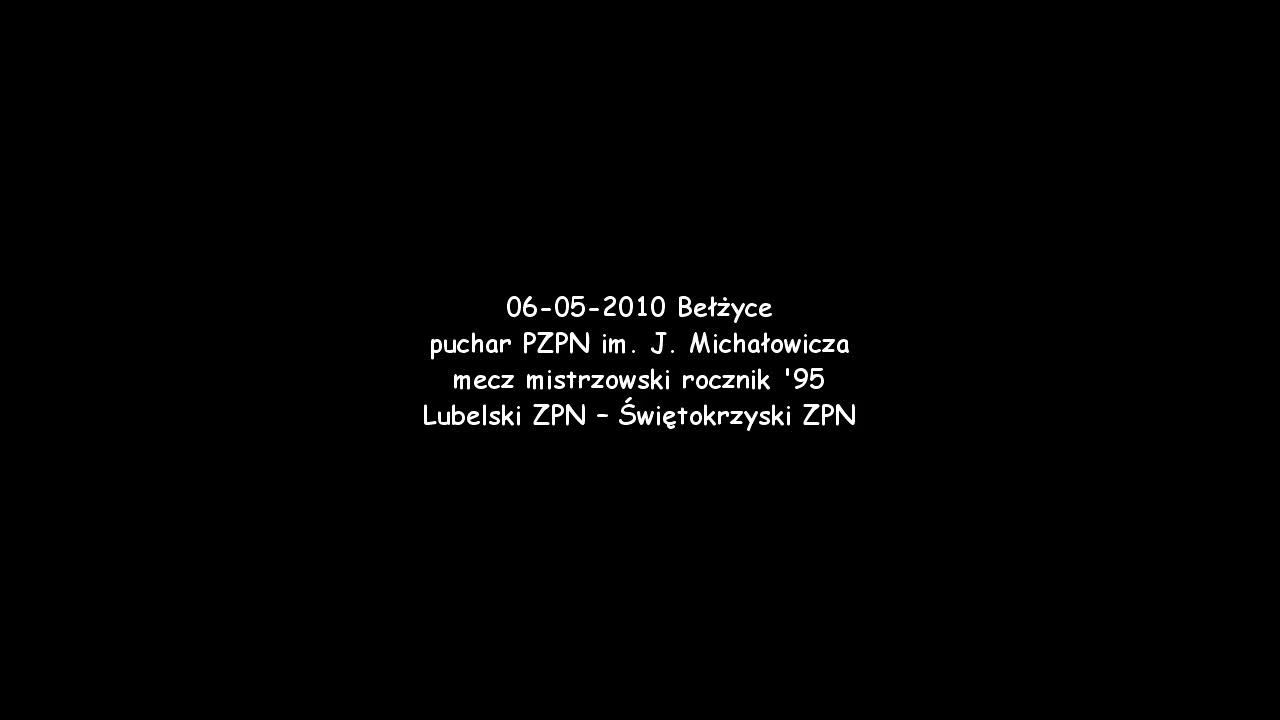 06-05-2010 Bełżyce
puchar PZPN im. J. Michałowicza
mecz mistrzowski rocznik '95
Lubelski ZPN – Świętokrzyski ZPN